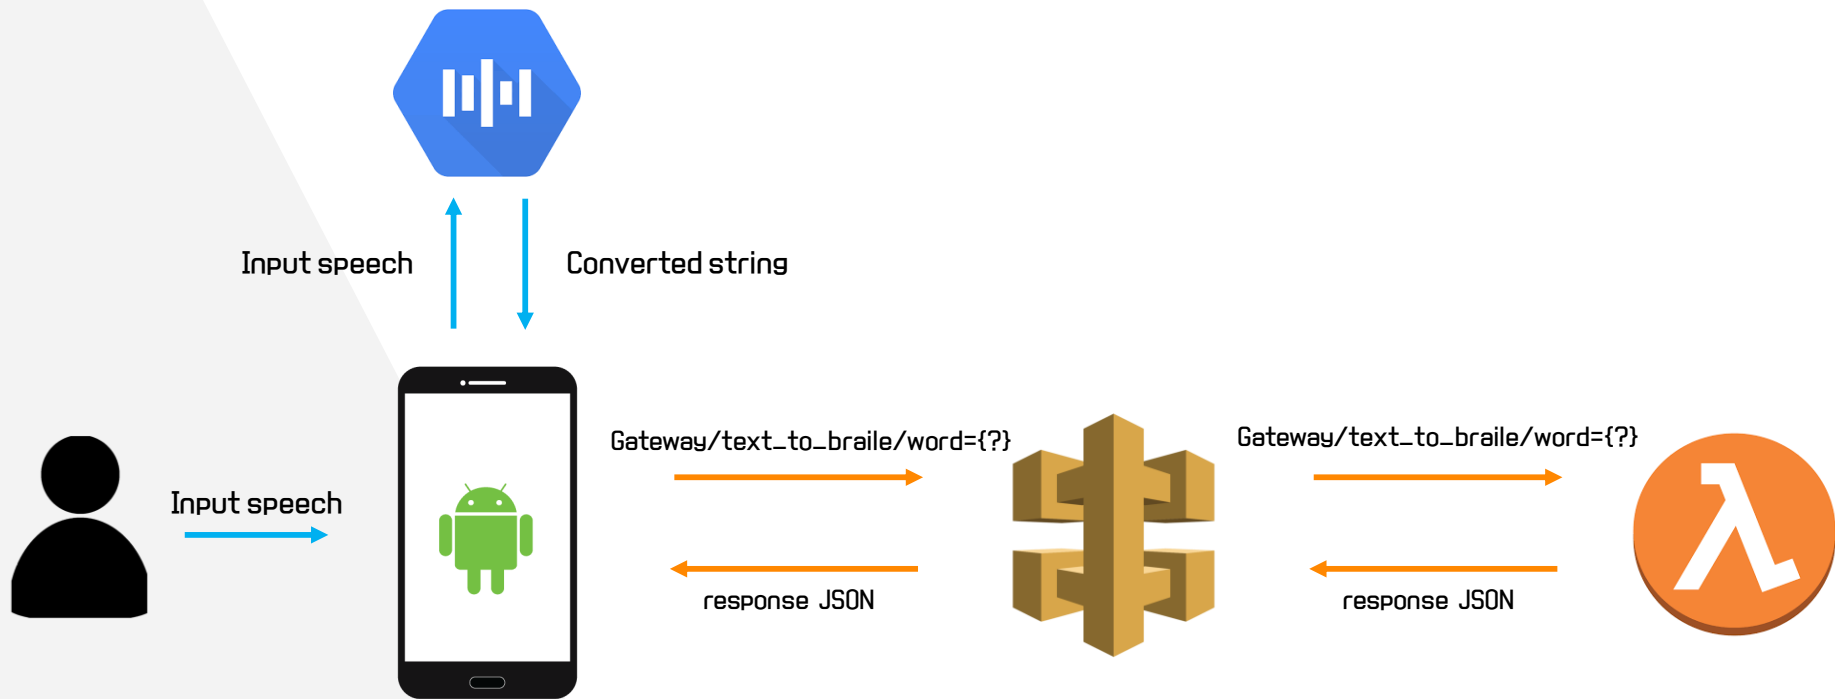 Input speech
Converted string
Gateway/text_to_braile/word={?}
Gateway/text_to_braile/word={?}
Input speech
response JSON
response JSON